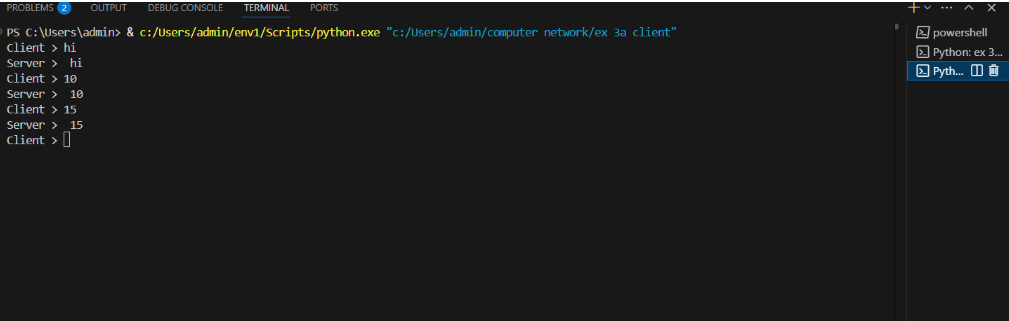 PROBLEMS 2 OUTPUT DEBUG CONSOLE TERMINAL PORTS
PS C:\Users\admin> & c:/Users/admin/env1/Scripts/python.exe "c:/Users/admin/computer network/ex 3a client"
Client > hi
Server >  hi
Client > 10
Server >  10
Client > 15
Server >  15
Client >
powershell
Python: ex 3...
Pyth...